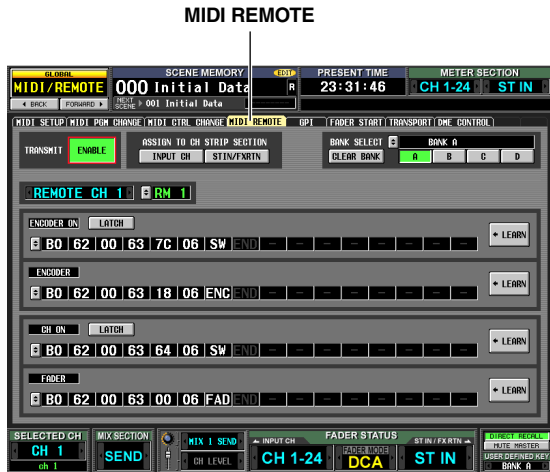 MIDI REMOTE
GLOBAL SCENE MEMORY EDIT PRESENT TIME METER SECTION
MIDI/REMOTE 000 Initial Data R 23:31:46 CH 1-24 ST IN
BACK FORWARD NEXT SCENE 001 Initial Data
MIDI SETUP MIDI PGM CHANGE MIDI CTRL CHANGE MIDI REMOTE GPI FADER START TRANSPORT DME CONTROL
TRANSMIT ENABLE ASSIGN TO CH STRIP SECTION BANK SELECT BANK A
INPUT CH STIN/FXRTN CLEAR BANK A B C D
REMOTE CH 1 RM 1
ENCODER ON LATCH
B0 62 00 63 7C 06 SW END - - - - - - - - LEARN
ENCODER
B0 62 00 63 18 06 ENC END - - - - - - - - LEARN
CH ON LATCH
B0 62 00 63 64 06 SW END - - - - - - - - LEARN
FADER
B0 62 00 63 00 06 FAD END - - - - - - - - LEARN
SELECTED CH MIX SECTION MIX 1 SEND FADER STATUS DIRECT RECALL
INPUT CH FADER MODE ST IN / FX RTN MUTE MASTER
CH 1 SEND CH LEVEL CH 1-24 DCA ST IN USER DEFINED KEY
ch 1 BANK A